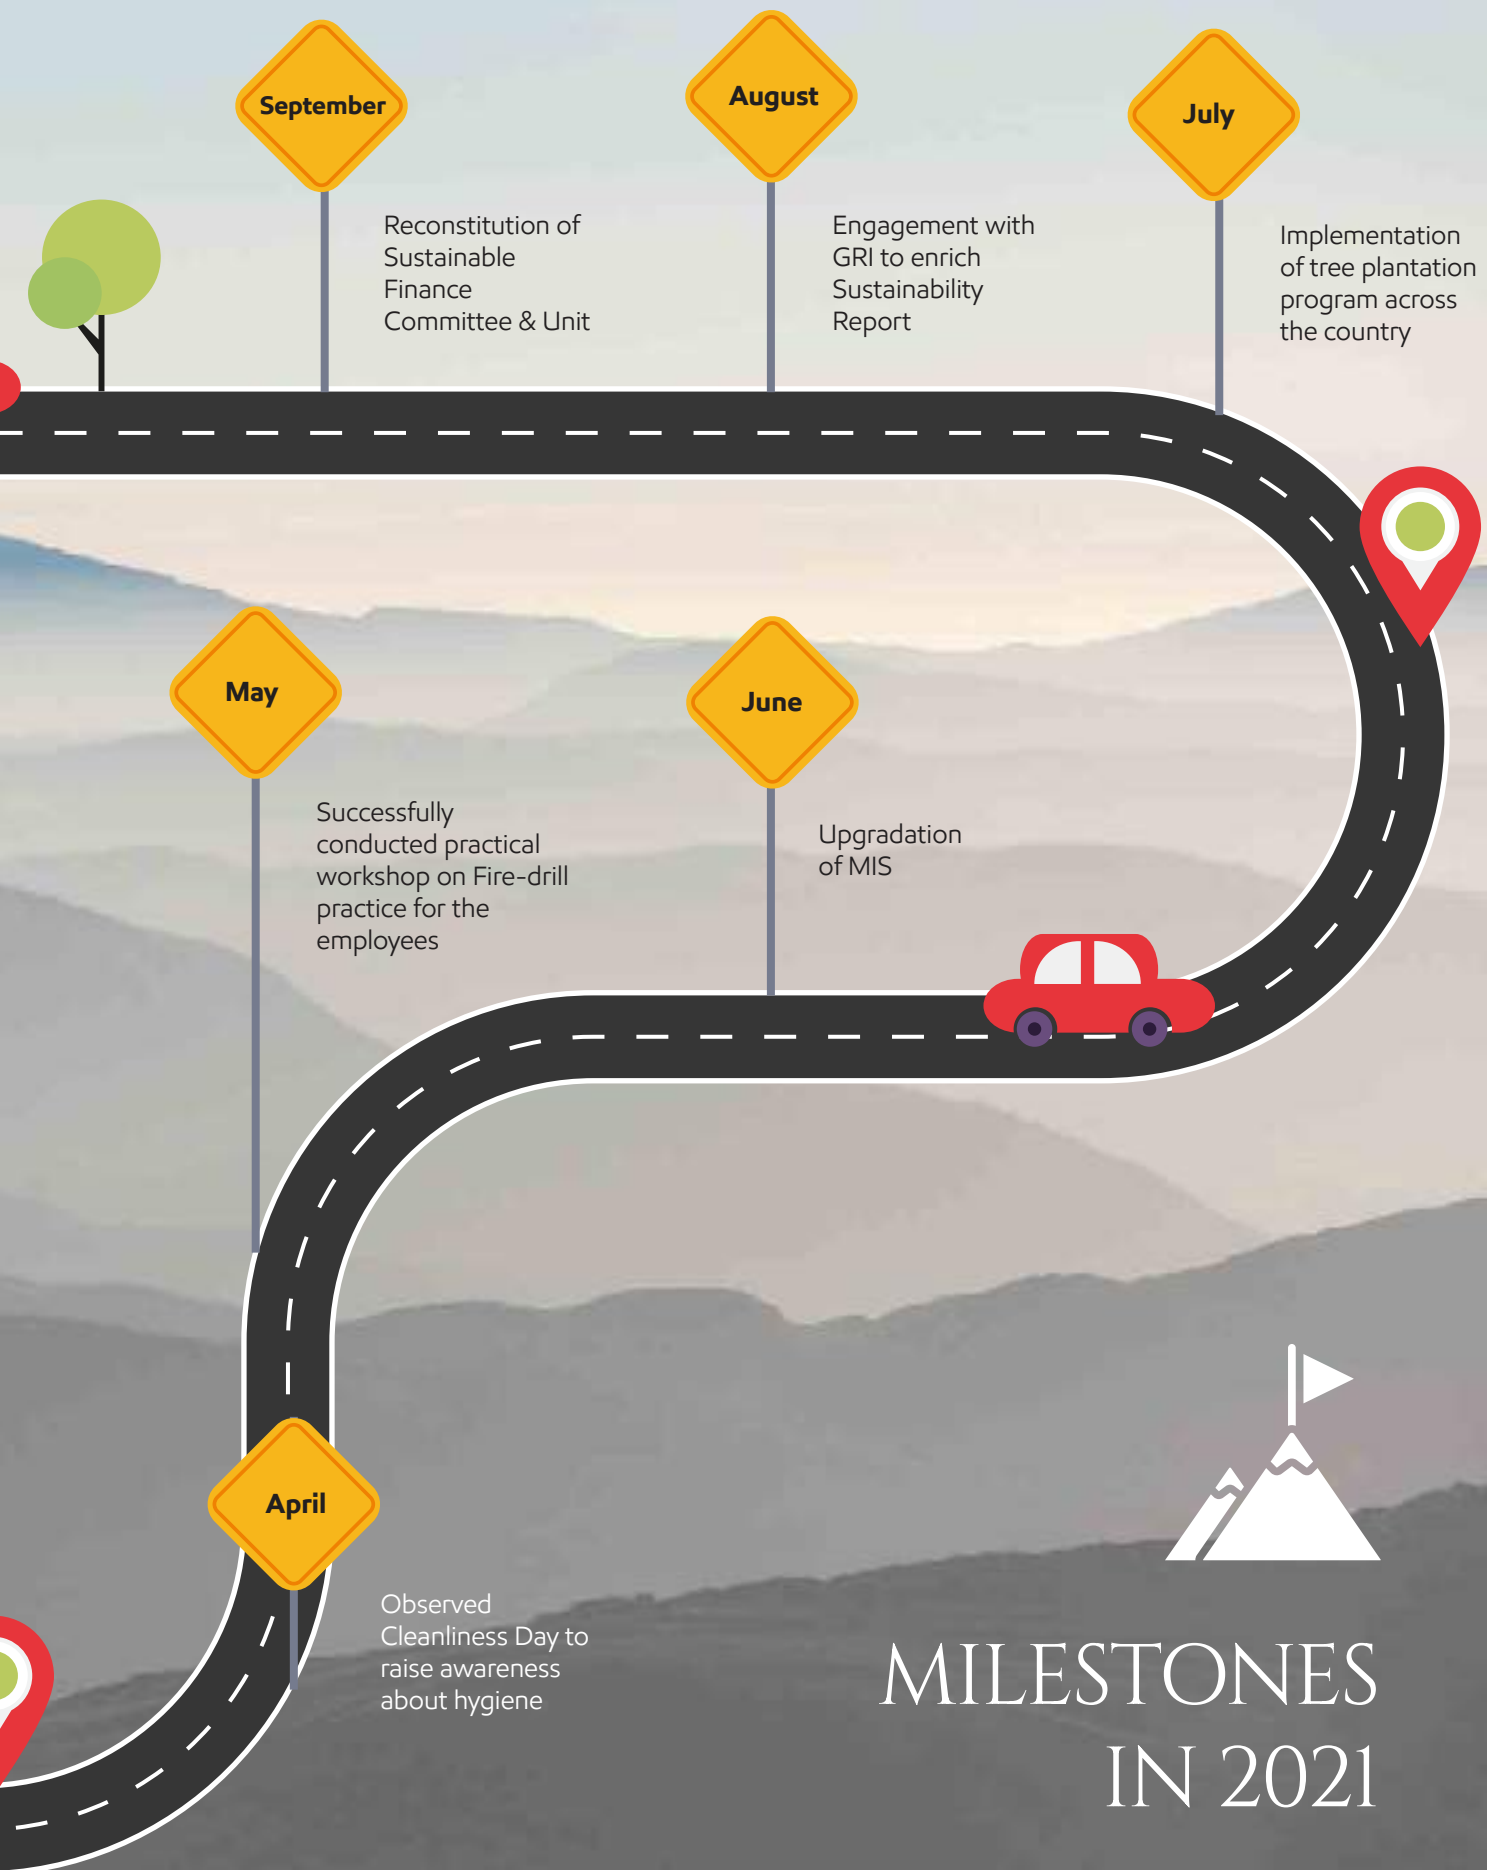 September
Reconstitution of
Sustainable
Finance
Committee & Unit
August
Engagement with
GRI to enrich
Sustainability
Report
July
Implementation
of tree plantation
program across
the country
May
Successfully
conducted practical
workshop on Fire-drill
practice for the
employees
June
Upgradation
of MIS
April
Observed
Cleanliness Day to
raise awareness
about hygiene
MILESTONES
IN 2021